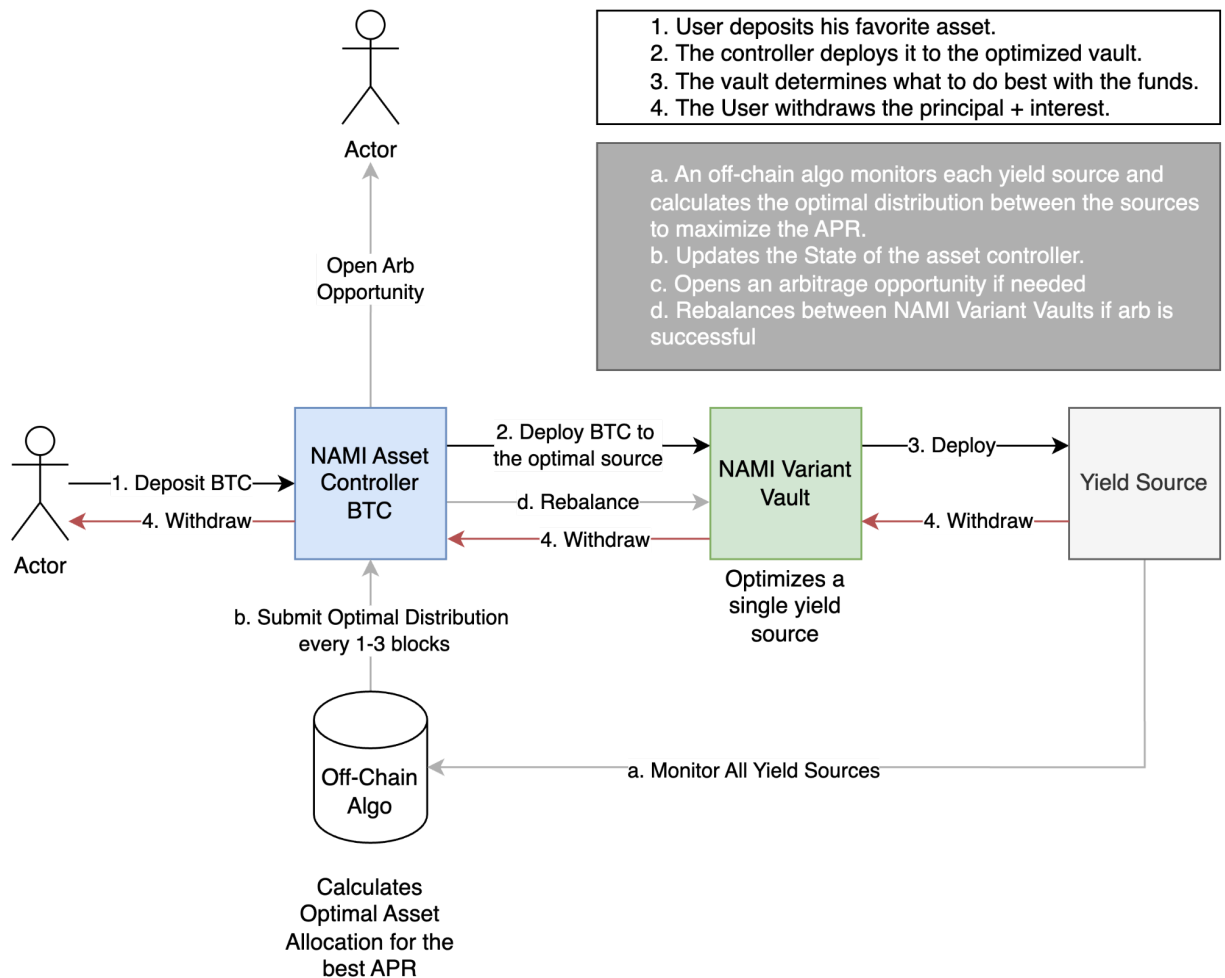 1. User deposits his favorite asset.
2. The controller deploys it to the optimized vault.
3. The vault determines what to do best with the funds.
4. The User withdraws the principal + interest.
Actor
a. An off-chain algo monitors each yield source and
calculates the optimal distribution between the sources
to maximize the APR.
b. Updates the State of the asset controller.
c. Opens an arbitrage opportunity if needed
d. Rebalances between NAMI Variant Vaults if arb is
successful
Open Arb
Opportunity
1. Deposit BTC
4. Withdraw
Actor
NAMI Asset
Controller
BTC
2. Deploy BTC to
the optimal source
d. Rebalance
4. Withdraw
NAMI Variant
Vault
Optimizes a
single yield
source
3. Deploy
4. Withdraw
Yield Source
b. Submit Optimal Distribution
every 1-3 blocks
a. Monitor All Yield Sources
Off-Chain
Algo
Calculates
Optimal Asset
Allocation for the
best APR